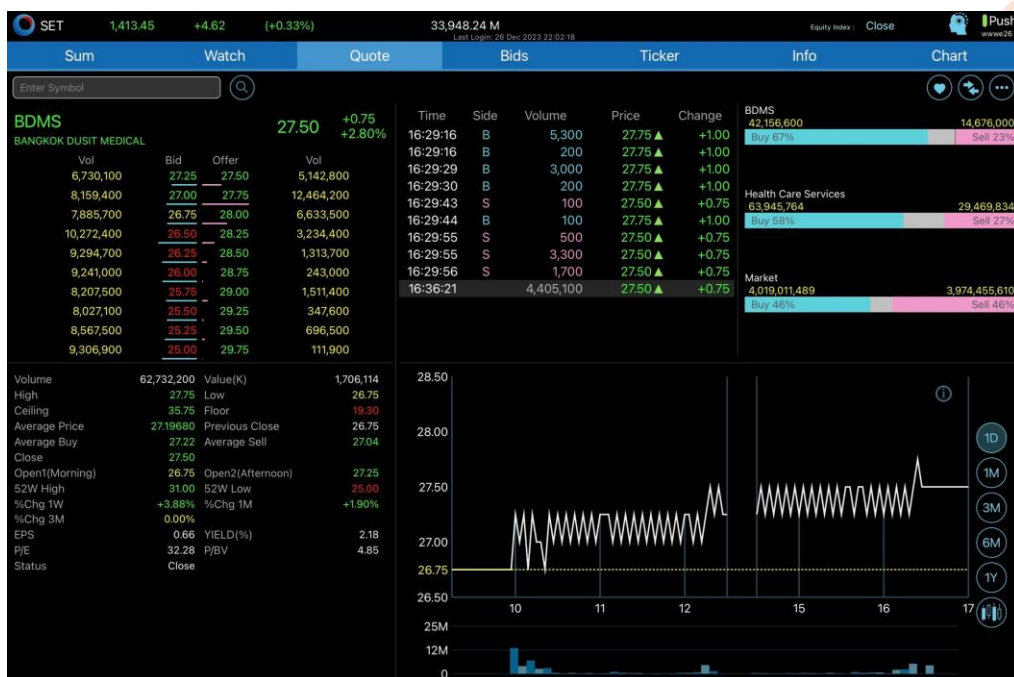 SET 1,413.45 +4.62 (+0.33%) 33,948.24 M Equity Index : Close Push
Last Login: 26 Dec 2023 22:02:18 wwwe26
Sum Watch Quote Bids Ticker Info Chart
Enter Symbol
BDMS 27.50 +0.75
BANGKOK DUSIT MEDICAL +2.80%
Vol Bid Offer Vol
6,730,100 27.25 27.50 5,142,800
8,159,400 27.00 27.75 12,464,200
7,885,700 26.75 28.00 6,633,500
10,272,400 26.50 28.25 3,234,400
9,294,700 26.25 28.50 1,313,700
9,241,000 26.00 28.75 243,000
8,207,500 25.75 29.00 1,511,400
8,027,100 25.50 29.25 347,600
8,567,500 25.25 29.50 696,500
9,306,900 25.00 29.75 111,900
Time Side Volume Price Change
16:29:16 B 5,300 27.75▲ +1.00
16:29:16 B 200 27.75▲ +1.00
16:29:29 B 3,000 27.75▲ +1.00
16:29:30 B 200 27.75▲ +1.00
16:29:43 S 100 27.50▲ +0.75
16:29:44 B 100 27.75▲ +1.00
16:29:55 S 500 27.50▲ +0.75
16:29:55 S 3,300 27.50▲ +0.75
16:29:56 S 1,700 27.50▲ +0.75
16:36:21 4,405,100 27.50▲ +0.75
BDMS
42,156,600 14,676,000
Buy 67% Sell 23%
Health Care Services
63,945,764 29,469,834
Buy 58% Sell 27%
Market
4,019,011,489 3,974,455,610
Buy 46% Sell 46%
Volume 62,732,200 Value(K) 1,706,114
High 27.75 Low 26.75
Ceiling 35.75 Floor 19.30
Average Price 27.19680 Previous Close 26.75
Average Buy 27.22 Average Sell 27.04
Close 27.50
Open1(Morning) 26.75 Open2(Afternoon) 27.25
52W High 31.00 52W Low 25.00
%Chg 1W +3.88% %Chg 1M +1.90%
%Chg 3M 0.00%
EPS 0.66 YIELD(%) 2.18
P/E 32.28 P/BV 4.85
Status Close
28.50
28.00
27.50
27.00
26.75
26.50
10 11 12 15 16 17
25M
12M
0
1D
1M
3M
6M
1Y